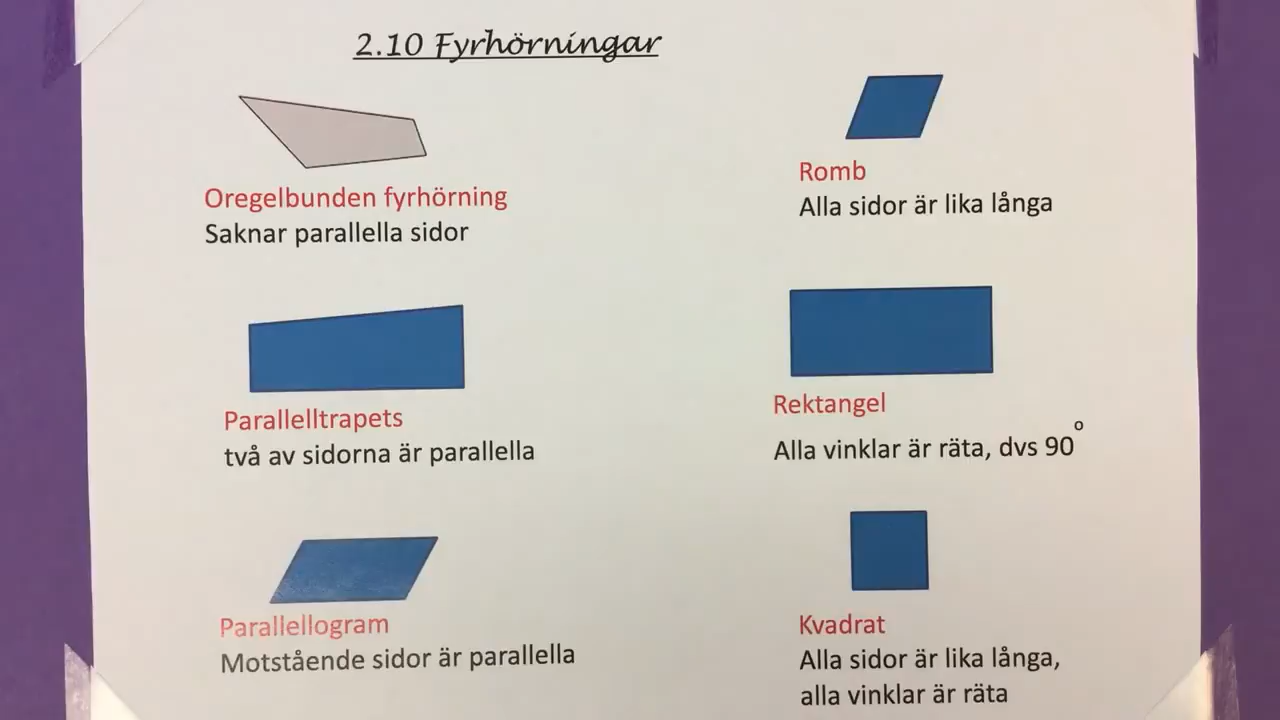 2.10 Fyrhörningar
Oregelbunden fyrhörning
Saknar parallella sidor
Romb
Alla sidor är lika långa
Parallelltrapets
två av sidorna är parallella
Rektangel
Alla vinklar är räta, dvs 90°
Parallellogram
Motstående sidor är parallella
Kvadrat
Alla sidor är lika långa,
alla vinklar är räta